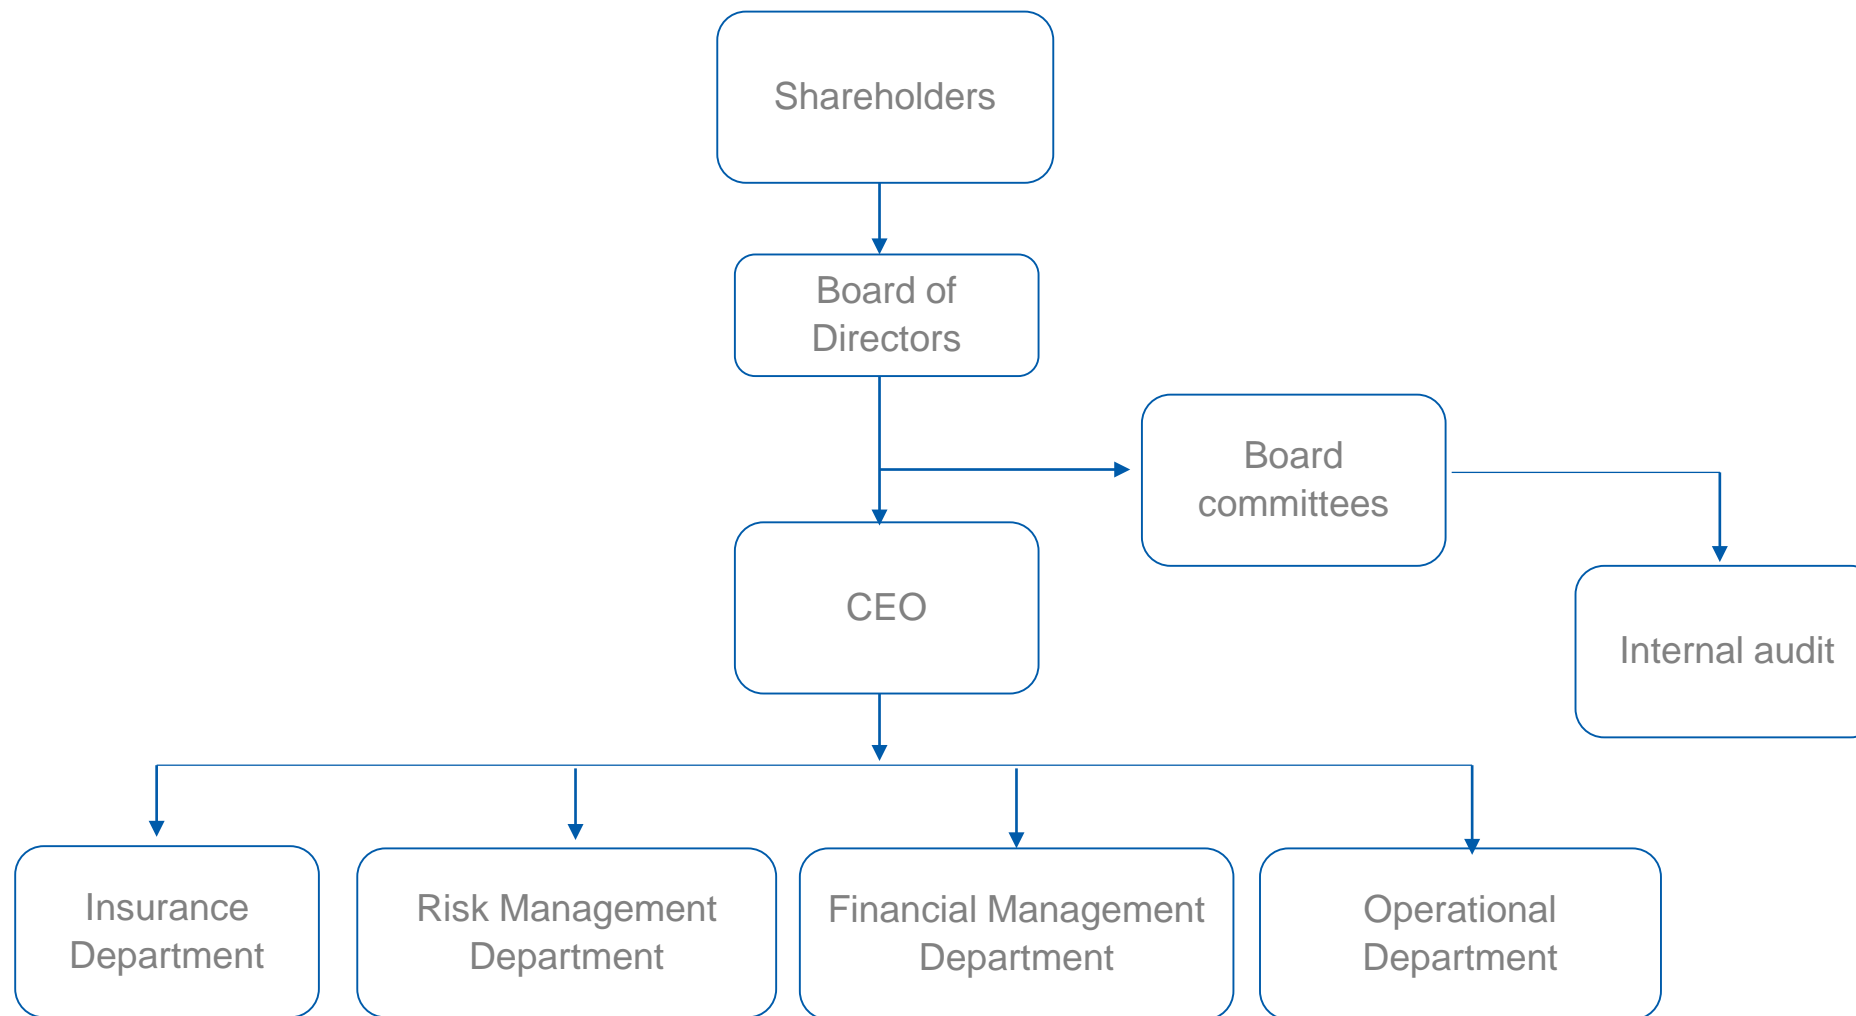 Shareholders
Board of
Directors
Board
committees
CEO
Internal audit
Insurance
Department
Risk Management
Department
Financial Management
Department
Operational
Department